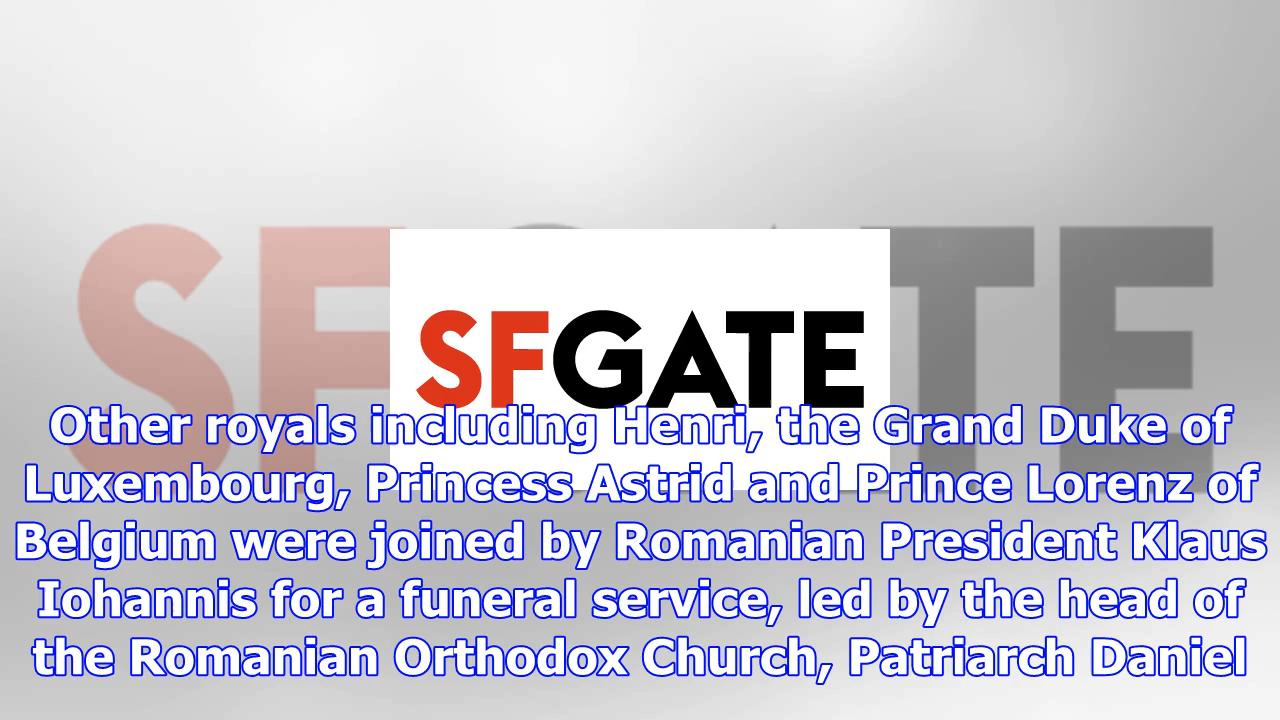 SFGATE
SFGATE
Other royals including Henri, the Grand Duke of
Luxembourg, Princess Astrid and Prince Lorenz of
Belgium were joined by Romanian President Klaus
Iohannis for a funeral service, led by the head of
the Romanian Orthodox Church, Patriarch Daniel